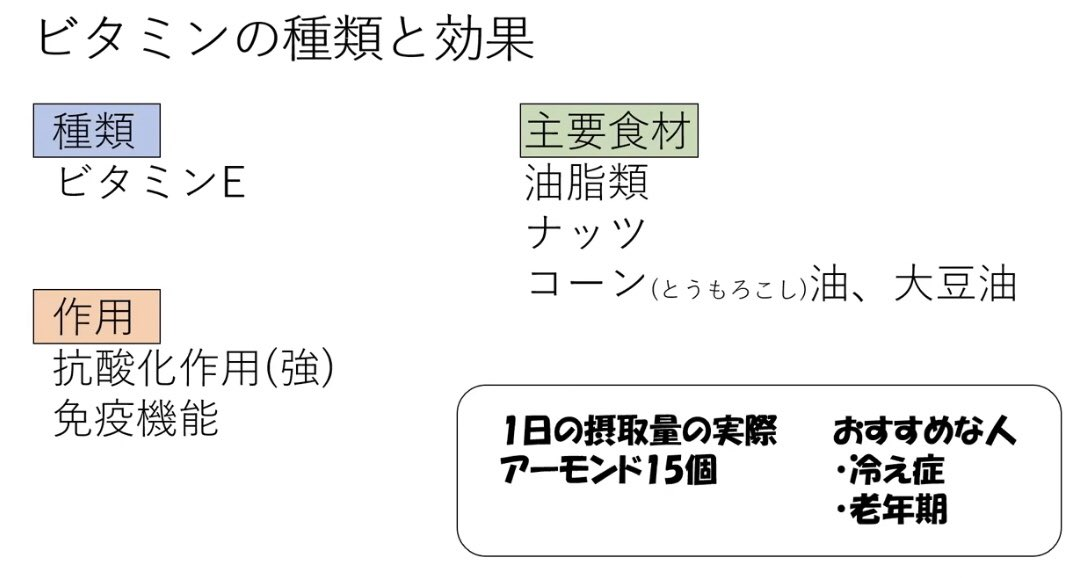 ビタミンの種類と効果
種類
ビタミンE
作用
抗酸化作用(強)
免疫機能
主要食材
油脂類
ナッツ
コーン(とうもろこし)油、大豆油
1日の摂取量の実際
アーモンド15個
おすすめな人
・冷え症
・老年期